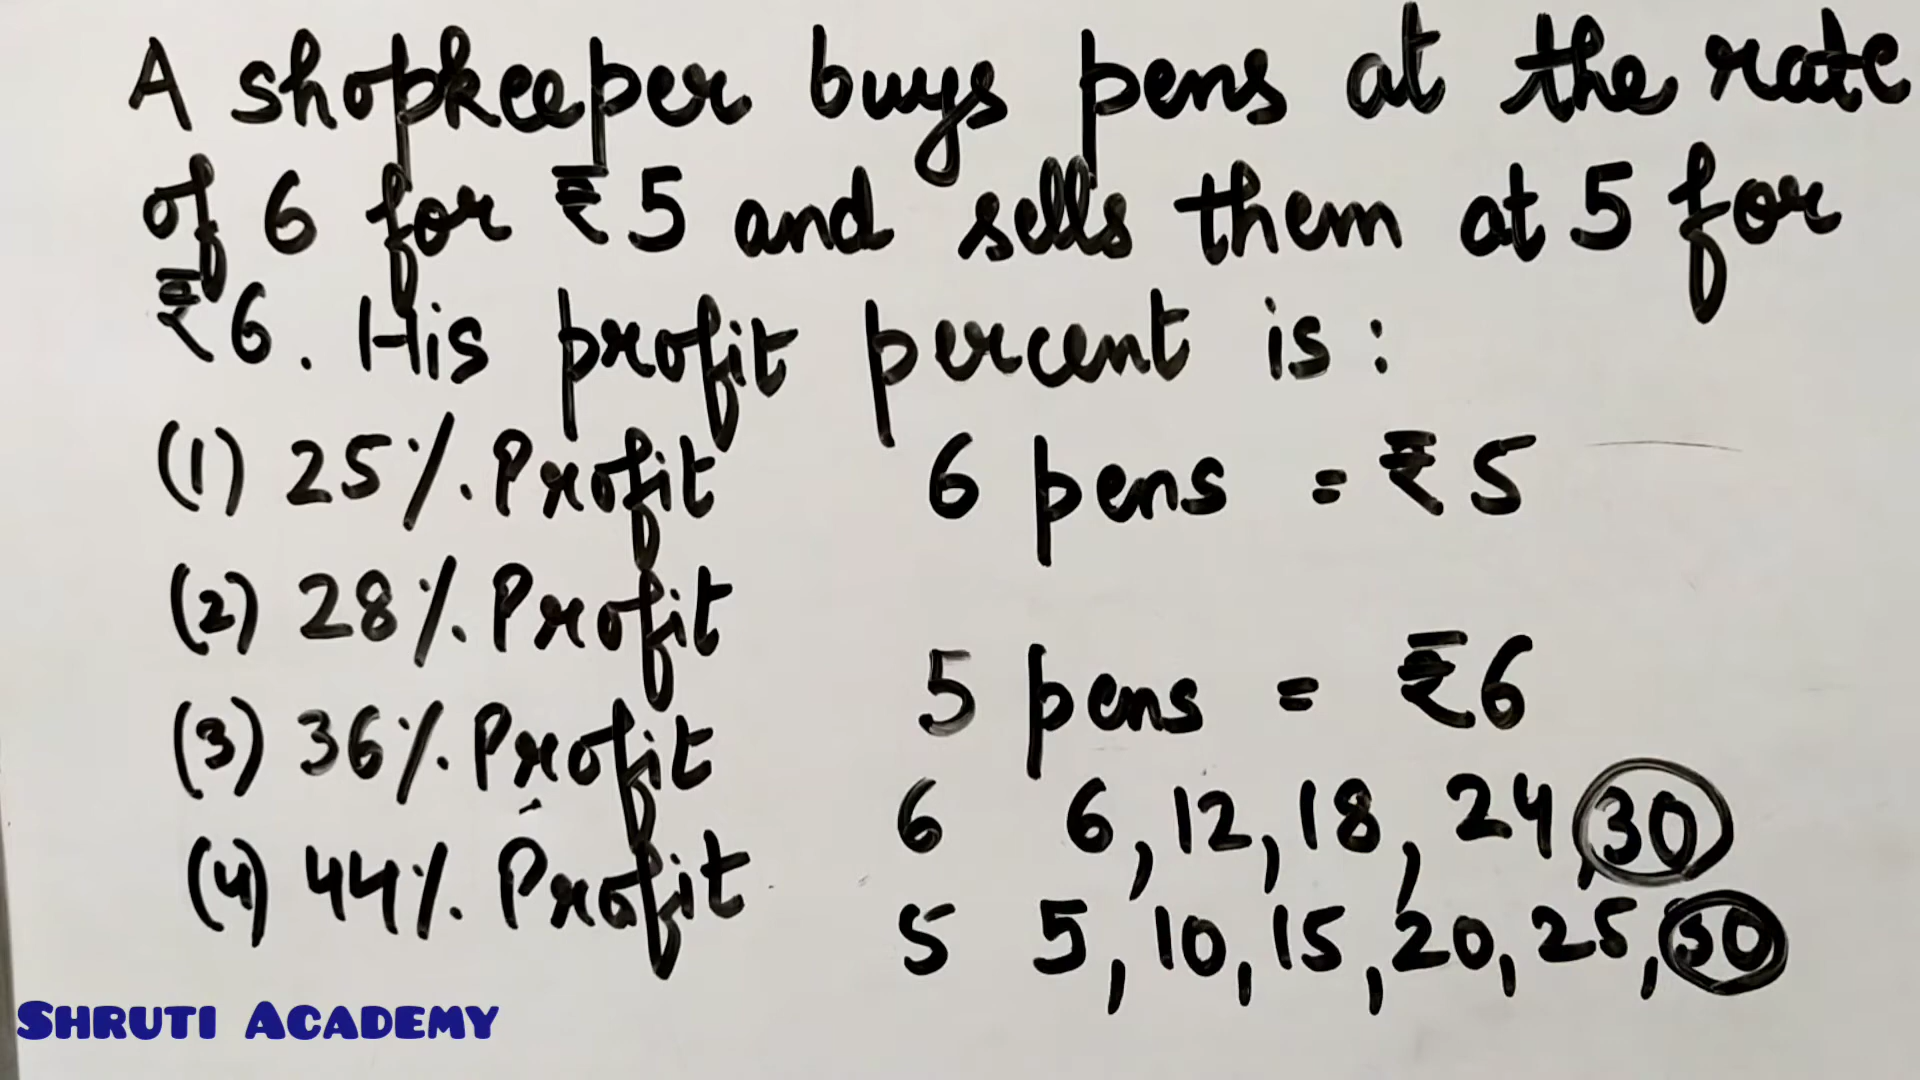 A shopkeeper buys pens at the rate
of 6 for ₹5 and sells them at 5 for
₹6. His profit percent is:
(1) 25% Profit
(2) 28% Profit
(3) 36% Profit
(4) 44% Profit
6 pens = ₹5
5 pens = ₹6
6 6, 12, 18, 24, 30
5 5, 10, 15, 20, 25, 30
SHRUTI ACADEMY